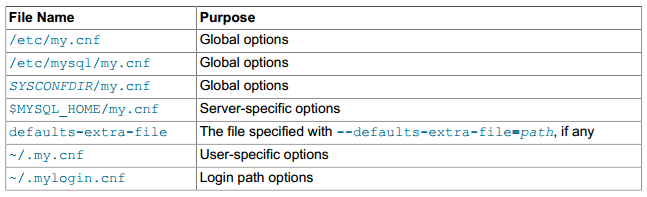 File Name Purpose
/etc/my.cnf Global options
/etc/mysql/my.cnf Global options
SYSCONFDIR/my.cnf Global options
$MYSQL_HOME/my.cnf Server-specific options
defaults-extra-file The file specified with --defaults-extra-file=path, if any
~/.my.cnf User-specific options
~/.mylogin.cnf Login path options